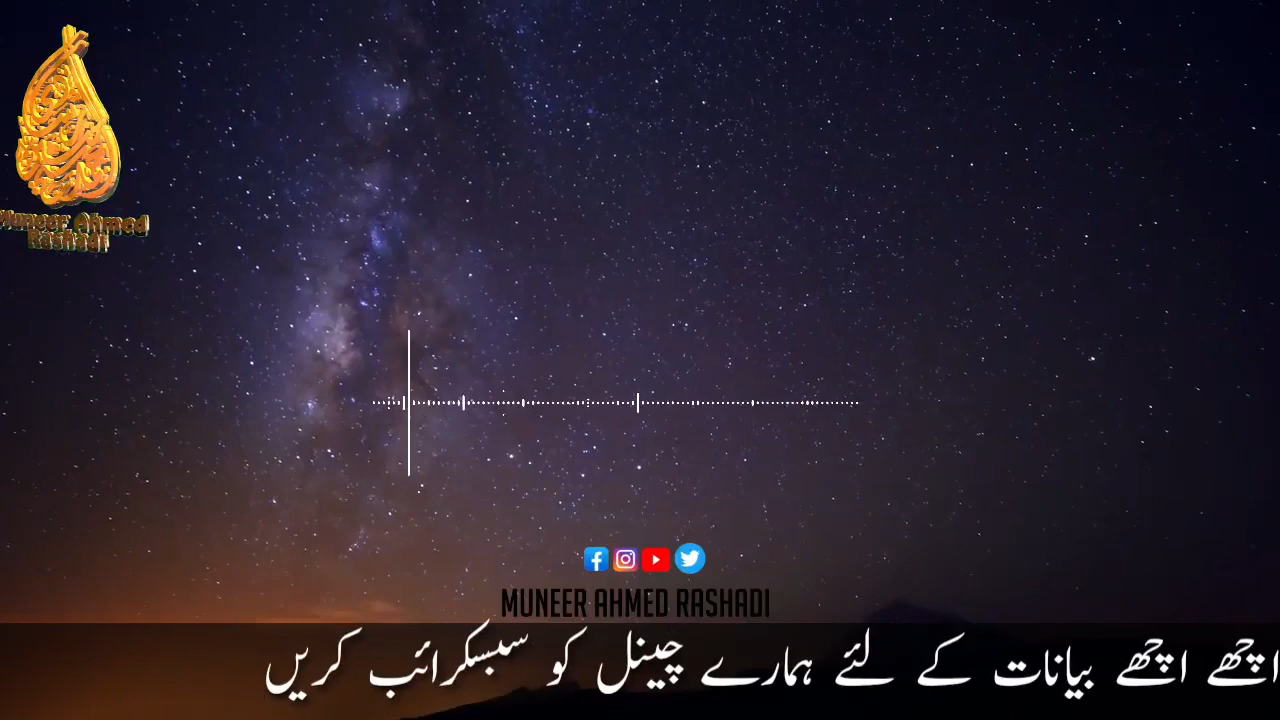 Muneer Ahmed
Rashadi
MUNEER AHMED RASHADI
اچھے اچھے بیانات کے لئے ہمارے چینل کو سبسکرائب کریں